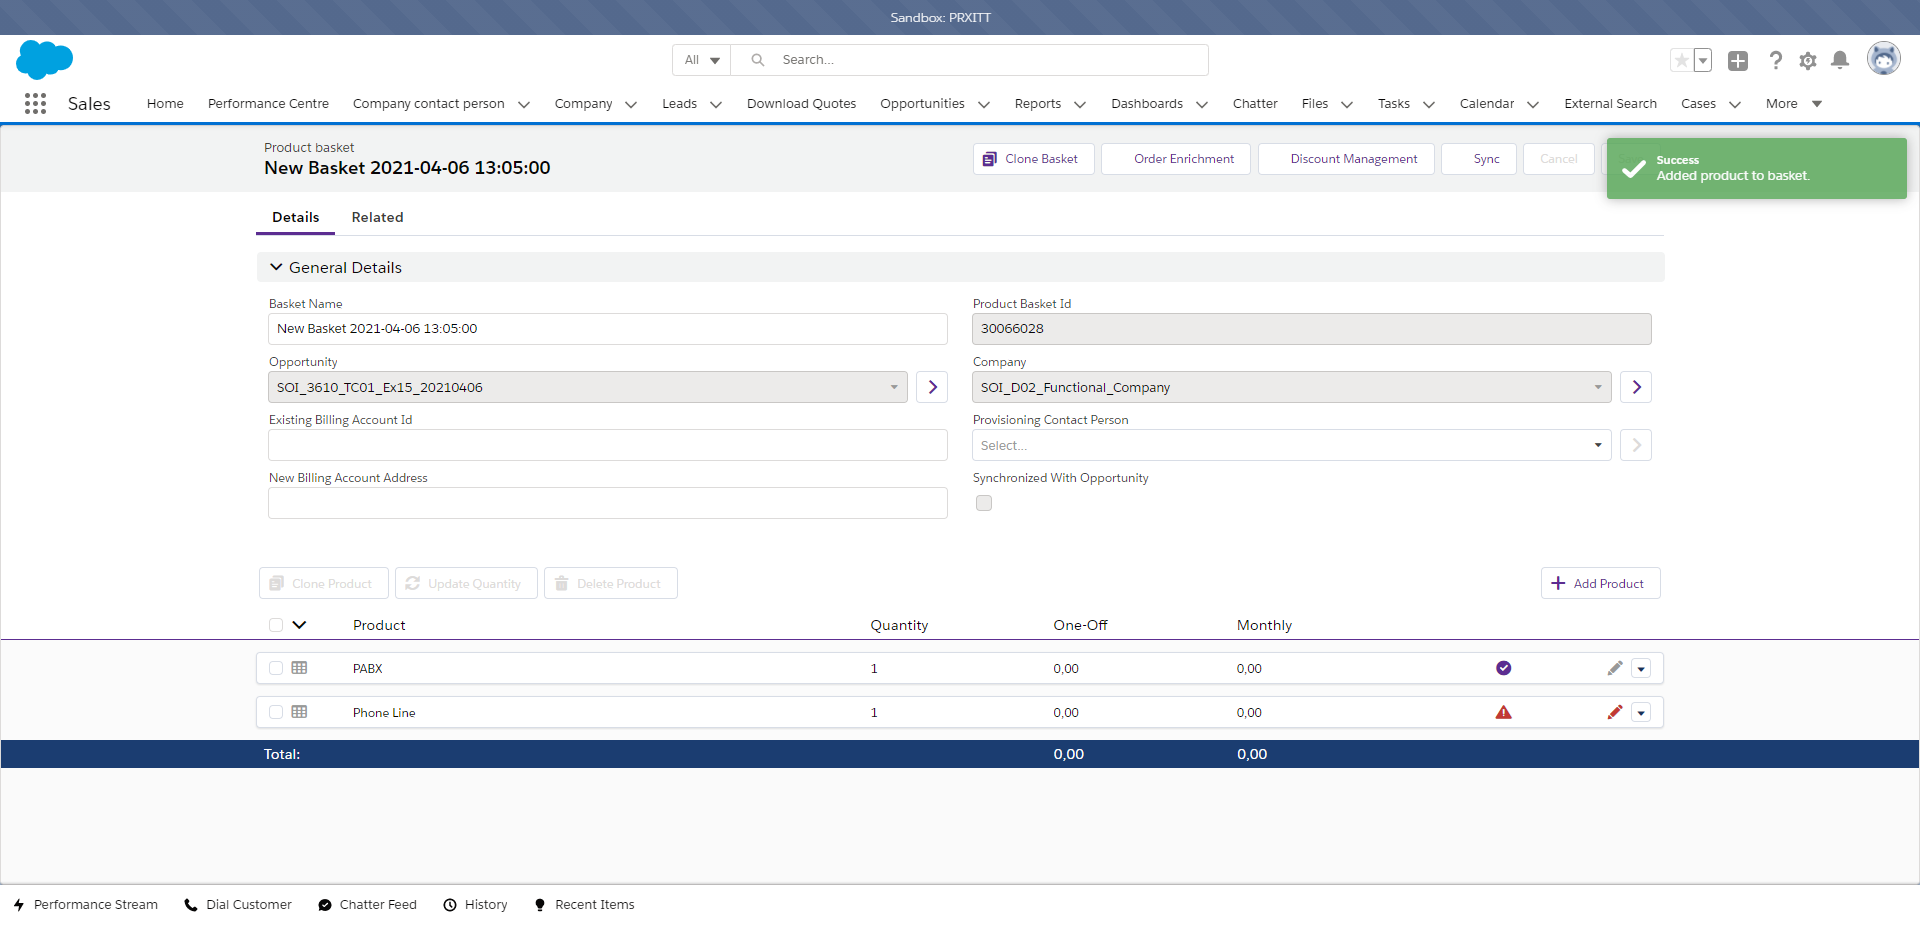 Sandbox: PRXITT
All
Search...
Sales
Home
Performance Centre
Company contact person
Company
Leads
Download Quotes
Opportunities
Reports
Dashboards
Chatter
Files
Tasks
Calendar
External Search
Cases
More
Product basket
New Basket 2021-04-06 13:05:00
Clone Basket
Order Enrichment
Discount Management
Sync
Cancel
Success
Added product to basket.
Details
Related
General Details
Basket Name
New Basket 2021-04-06 13:05:00
Product Basket Id
30066028
Opportunity
SOI_3610_TC01_Ex15_20210406
Company
SOI_D02_Functional_Company
Existing Billing Account Id
Provisioning Contact Person
Select...
New Billing Account Address
Synchronized With Opportunity
Clone Product
Update Quantity
Delete Product
Add Product
Product Quantity One-Off Monthly
PABX 1 0,00 0,00
Phone Line 1 0,00 0,00
Total: 0,00 0,00
Performance Stream
Dial Customer
Chatter Feed
History
Recent Items